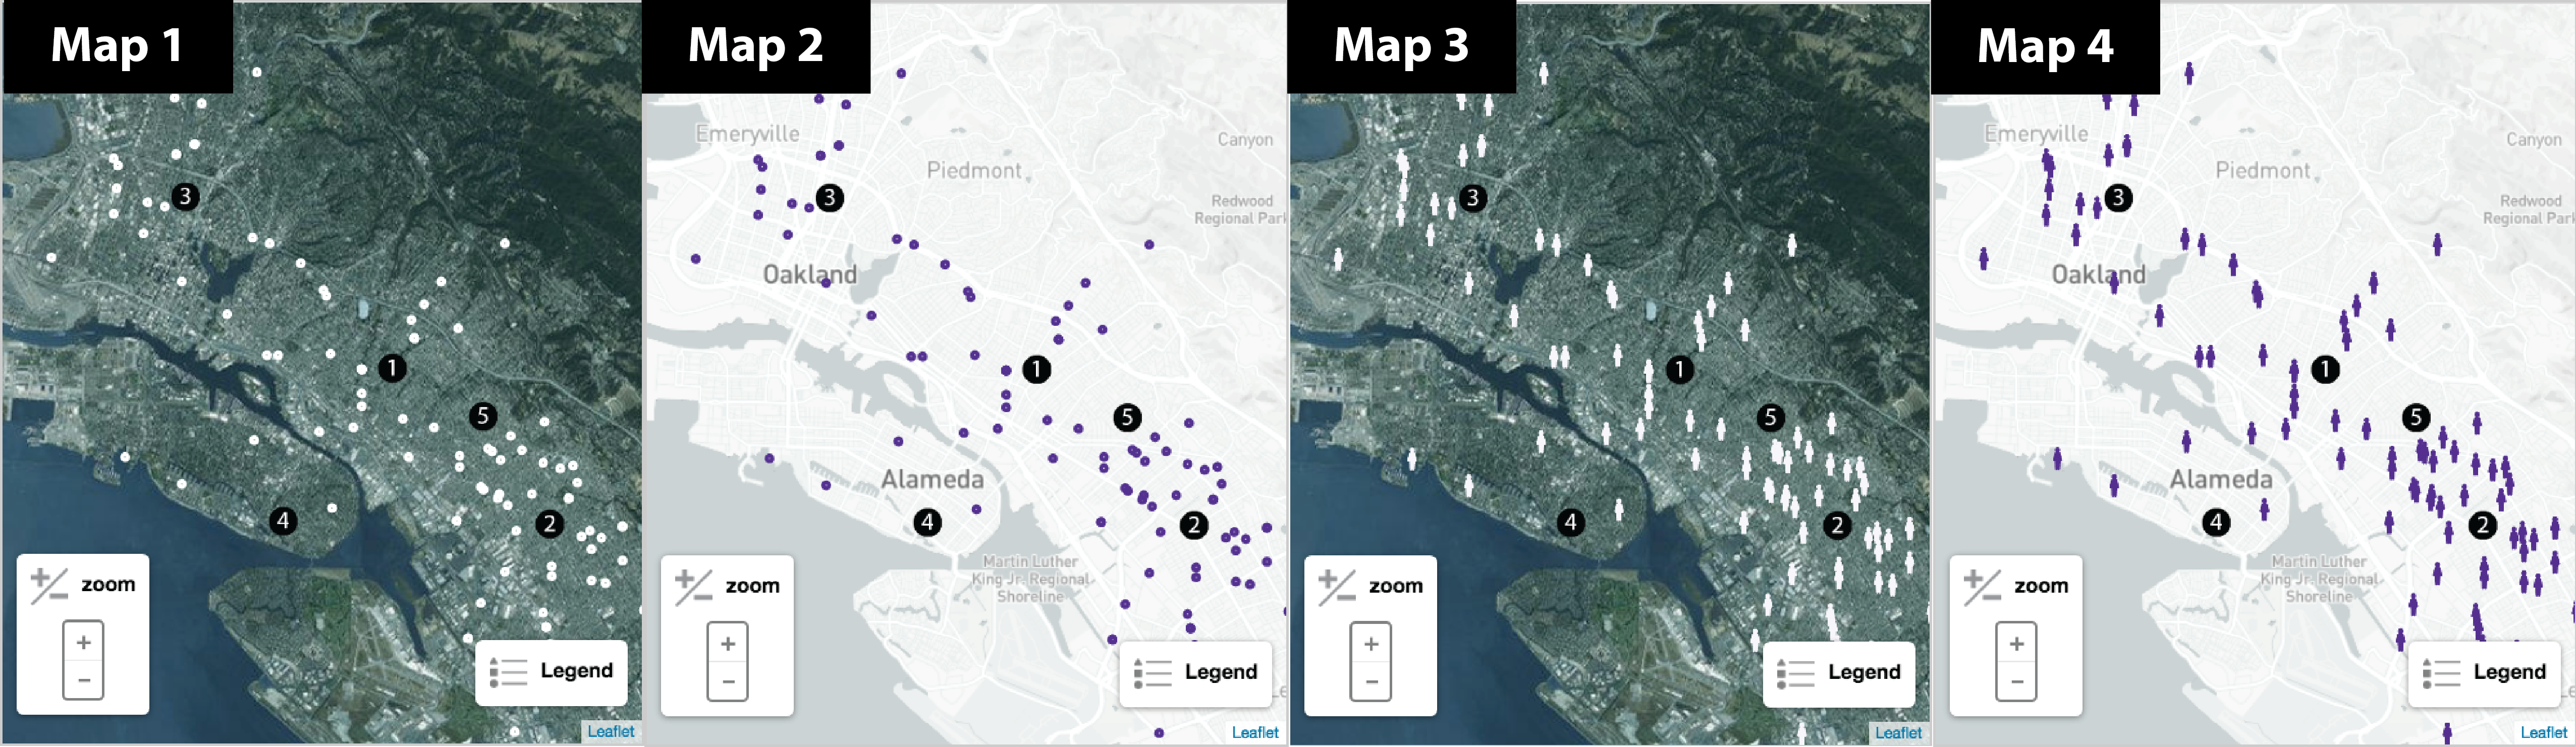 Map 1
3
1
5
4
2
zoom
+
−
Legend
Leaflet
Map 2
Emeryville
Piedmont
Canyon
Redwood
3
Oakland
1
5
Alameda
4
2
Martin Luther
King Jr. Regional
Shoreline
zoom
+
−
Legend
Leaflet
Map 3
3
1
5
4
2
zoom
+
−
Legend
Leaflet
Map 4
Emeryville
Piedmont
Canyon
Redwood
Regional Park
3
Oakland
1
5
Alameda
4
2
Martin Luther
King Jr. Regional
Shoreline
zoom
+
−
Legend
Leaflet